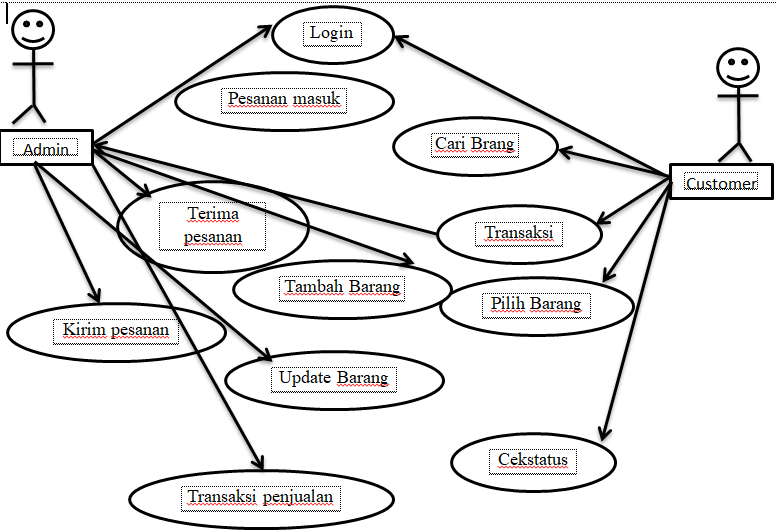 Login
Pesanan masuk
Cari Brang
Admin
Customer
Terima
pesanan
Transaksi
Tambah Barang
Pilih Barang
Kirim pesanan
Update Barang
Cekstatus
Transaksi penjualan